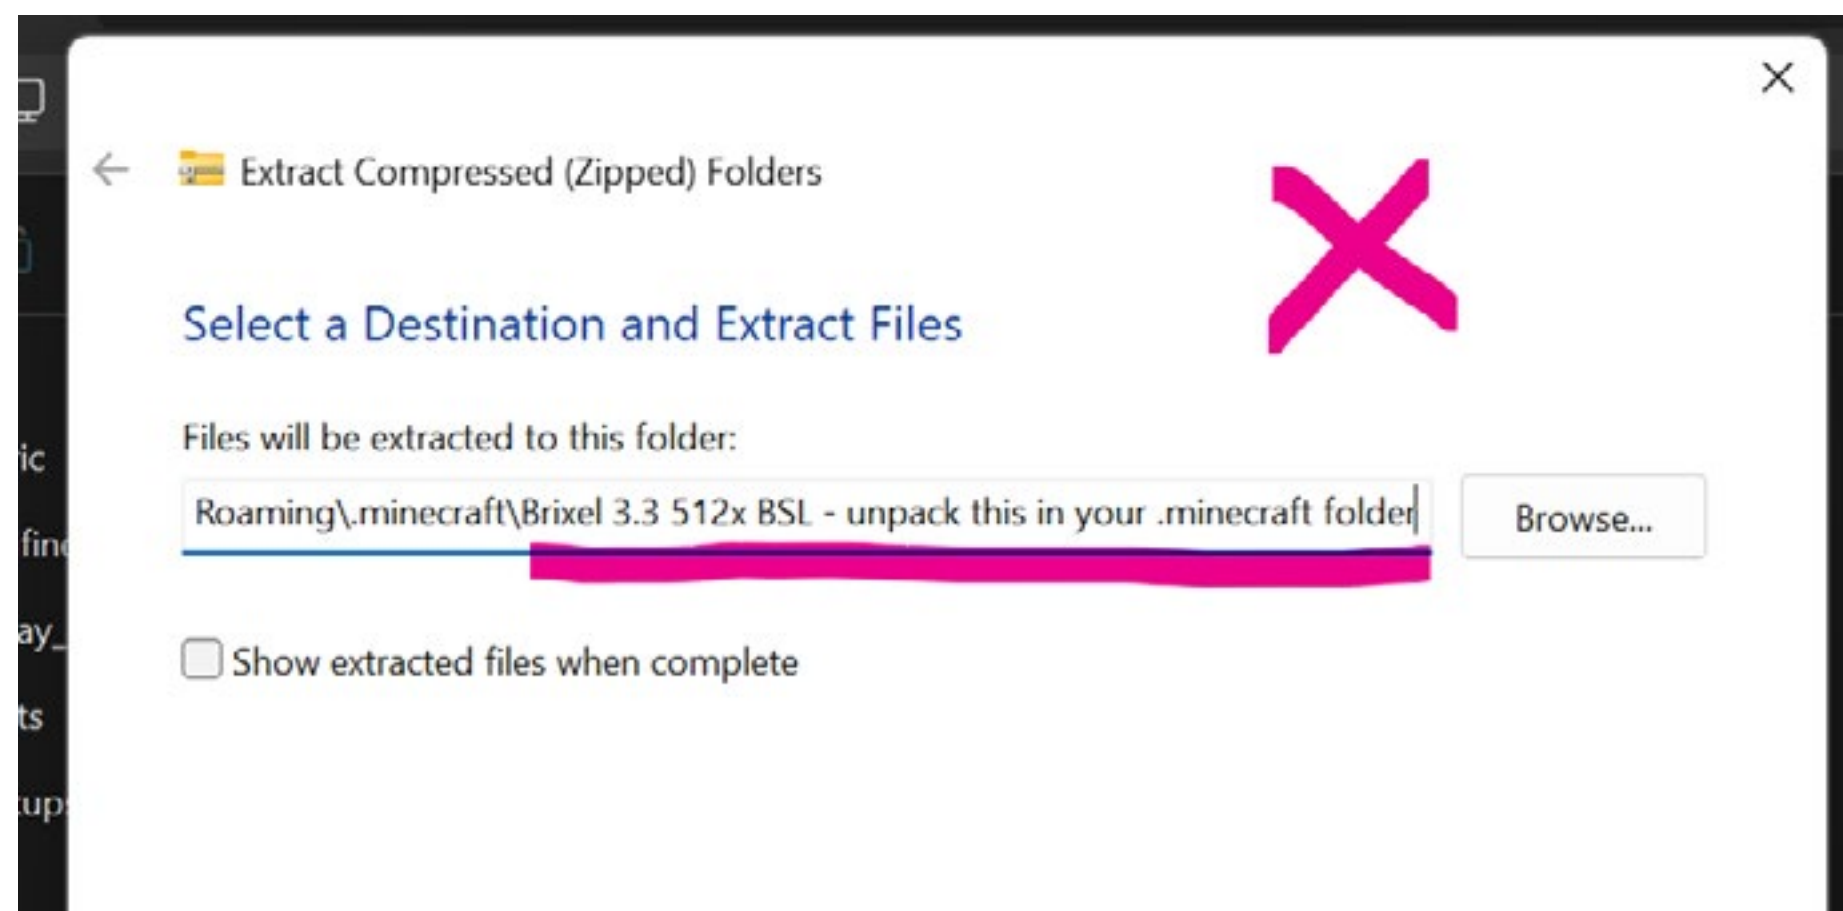 Extract Compressed (Zipped) Folders
Select a Destination and Extract Files
ic
Files will be extracted to this folder:
Roaming\.minecraft\Brixel 3.3 512x BSL - unpack this in your .minecraft folder
Browse...
fine
ay_
Show extracted files when complete
ts
kups